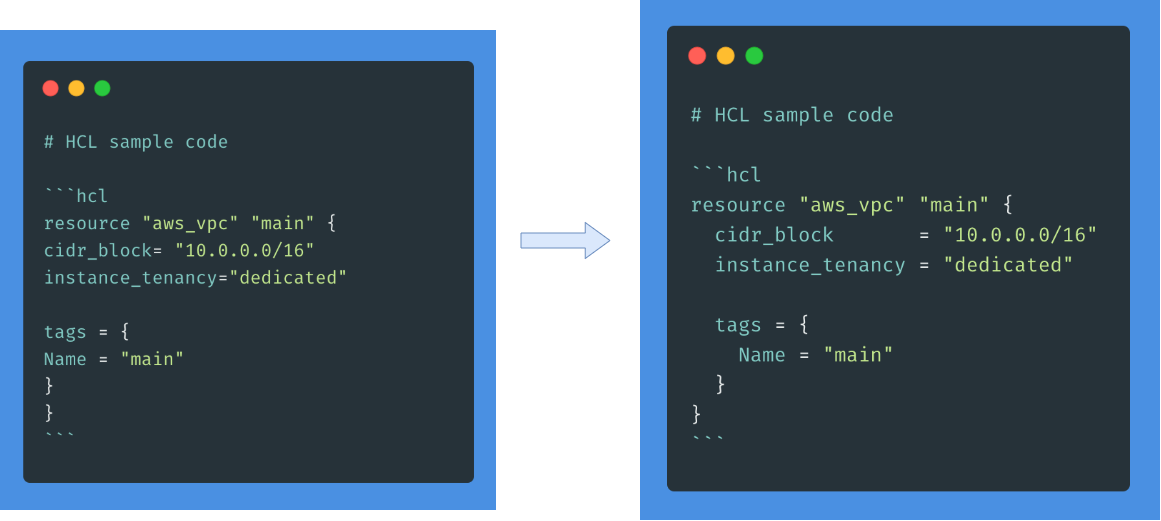 # HCL sample code
```hcl
resource "aws_vpc" "main" {
cidr_block= "10.0.0.0/16"
instance_tenancy="dedicated"
tags = {
Name = "main"
}
}
```
# HCL sample code
```hcl
resource "aws_vpc" "main" {
  cidr_block       = "10.0.0.0/16"
  instance_tenancy = "dedicated"
  tags = {
    Name = "main"
  }
}
```